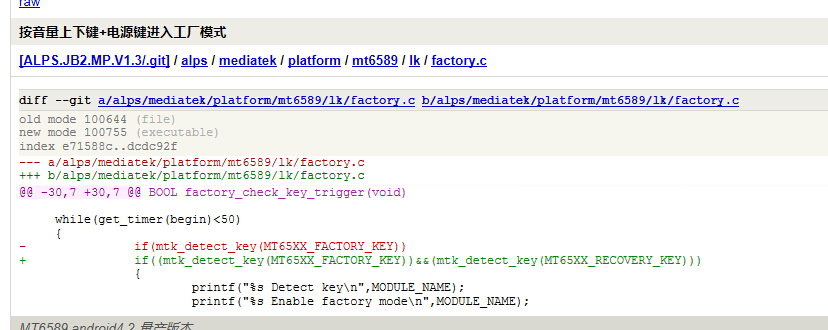 raw
按音量上下键+电源键进入工厂模式
[ALPS.JB2.MP.V1.3/.git] / alps / mediatek / platform / mt6589 / lk / factory.c
diff --git a/alps/mediatek/platform/mt6589/lk/factory.c b/alps/mediatek/platform/mt6589/lk/factory.c
old mode 100644 (file)
new mode 100755 (executable)
index e71588c..dcdc92f
--- a/alps/mediatek/platform/mt6589/lk/factory.c
+++ b/alps/mediatek/platform/mt6589/lk/factory.c
@@ -30,7 +30,7 @@ BOOL factory_check_key_trigger(void)
while(get_timer(begin)<50)
{
- if(mtk_detect_key(MT65XX_FACTORY_KEY))
+ if((mtk_detect_key(MT65XX_FACTORY_KEY))&&(mtk_detect_key(MT65XX_RECOVERY_KEY)))
{
printf("%s Detect key\n",MODULE_NAME);
printf("%s Enable factory mode\n",MODULE_NAME);
MT6589 android4.2 量产版本